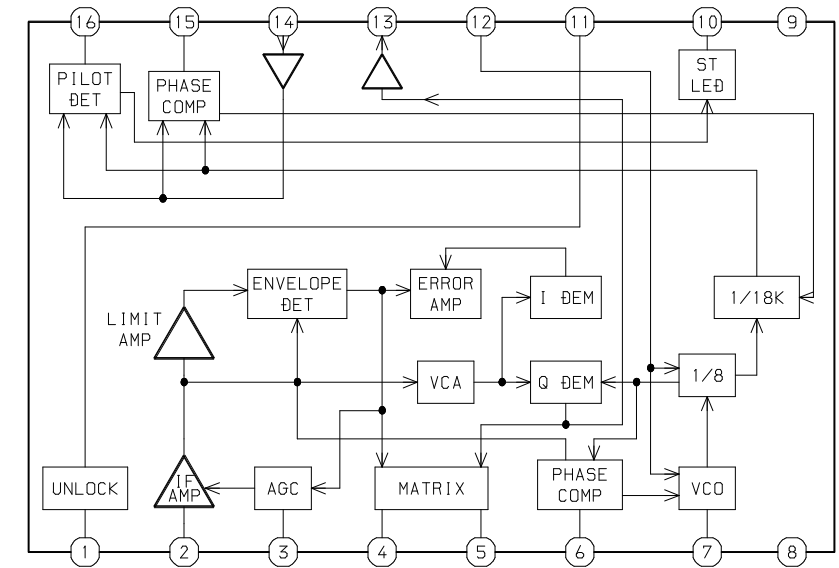 16 15 14 13 12 11 10 9
PILOT
DET
PHASE
COMP
ST
LED
ENVELOPE
DET
ERROR
AMP
I DEM
1/18K
LIMIT
AMP
VCA
Q DEM
1/8
UNLOCK
IF
AMP
AGC
MATRIX
PHASE
COMP
VCO
1 2 3 4 5 6 7 8